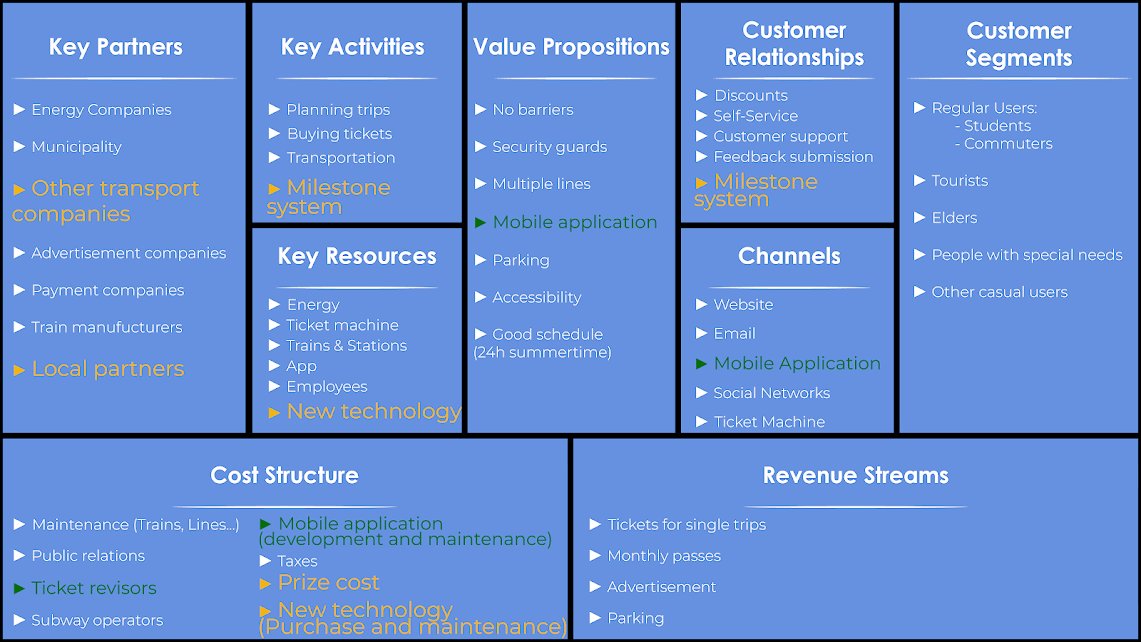 Key Partners
► Energy Companies
► Municipality
► Other transport
companies
► Advertisement companies
► Payment companies
► Train manufucturers
► Local partners
Key Activities
► Planning trips
► Buying tickets
► Transportation
► Milestone
system
Key Resources
► Energy
► Ticket machine
► Trains & Stations
► App
► Employees
► New technology
Value Propositions
► No barriers
► Security guards
► Multiple lines
► Mobile application
► Parking
► Accessibility
► Good schedule
(24h summertime)
Customer
Relationships
► Discounts
► Self-Service
► Customer support
► Feedback submission
► Milestone
system
Channels
► Website
► Email
► Mobile Application
► Social Networks
► Ticket Machine
Customer
Segments
► Regular Users:
- Students
- Commuters
► Tourists
► Elders
► People with special needs
► Other casual users
Cost Structure
► Maintenance (Trains, Lines...)
► Public relations
► Ticket revisors
► Subway operators
► Mobile application
(development and maintenance)
► Taxes
► Prize cost
► New technology
(Purchase and maintenance)
Revenue Streams
► Tickets for single trips
► Monthly passes
► Advertisement
► Parking